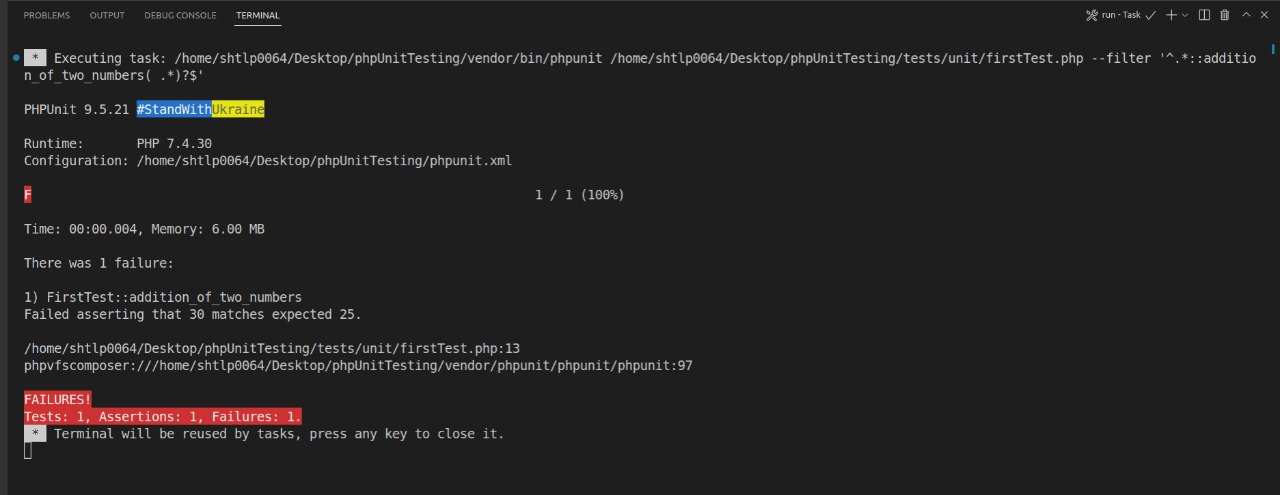 PROBLEMS OUTPUT DEBUG CONSOLE TERMINAL run - Task
* Executing task: /home/shtlp0064/Desktop/phpUnitTesting/vendor/bin/phpunit /home/shtlp0064/Desktop/phpUnitTesting/tests/unit/firstTest.php --filter '^.*::additio
n_of_two_numbers( .*)?$'
PHPUnit 9.5.21 #StandWithUkraine
Runtime: PHP 7.4.30
Configuration: /home/shtlp0064/Desktop/phpUnitTesting/phpunit.xml
F 1 / 1 (100%)
Time: 00:00.004, Memory: 6.00 MB
There was 1 failure:
1) FirstTest::addition_of_two_numbers
Failed asserting that 30 matches expected 25.
/home/shtlp0064/Desktop/phpUnitTesting/tests/unit/firstTest.php:13
phpvfscomposer:///home/shtlp0064/Desktop/phpUnitTesting/vendor/phpunit/phpunit/phpunit:97
FAILURES!
Tests: 1, Assertions: 1, Failures: 1.
* Terminal will be reused by tasks, press any key to close it.